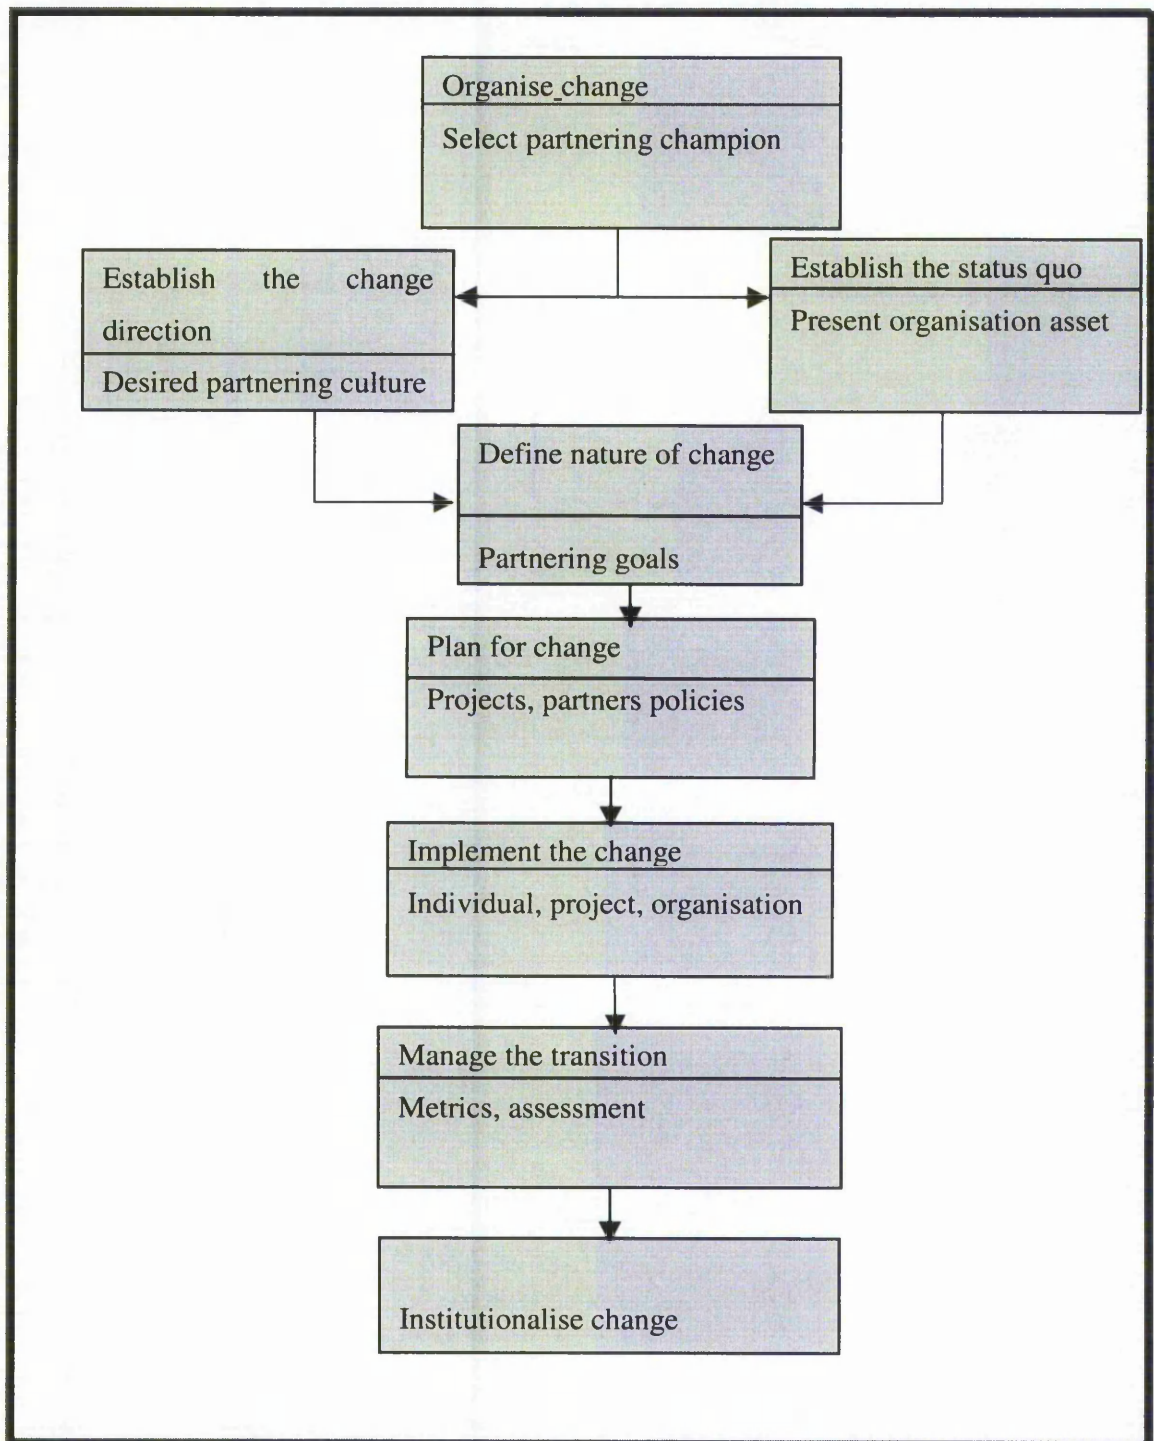 Organise_change
Select partnering champion
Establish the change
direction
Desired partnering culture
Establish the status quo
Present organisation asset
Define nature of change
Partnering goals
Plan for change
Projects, partners policies
Implement the change
Individual, project, organisation
Manage the transition
Metrics, assessment
Institutionalise change